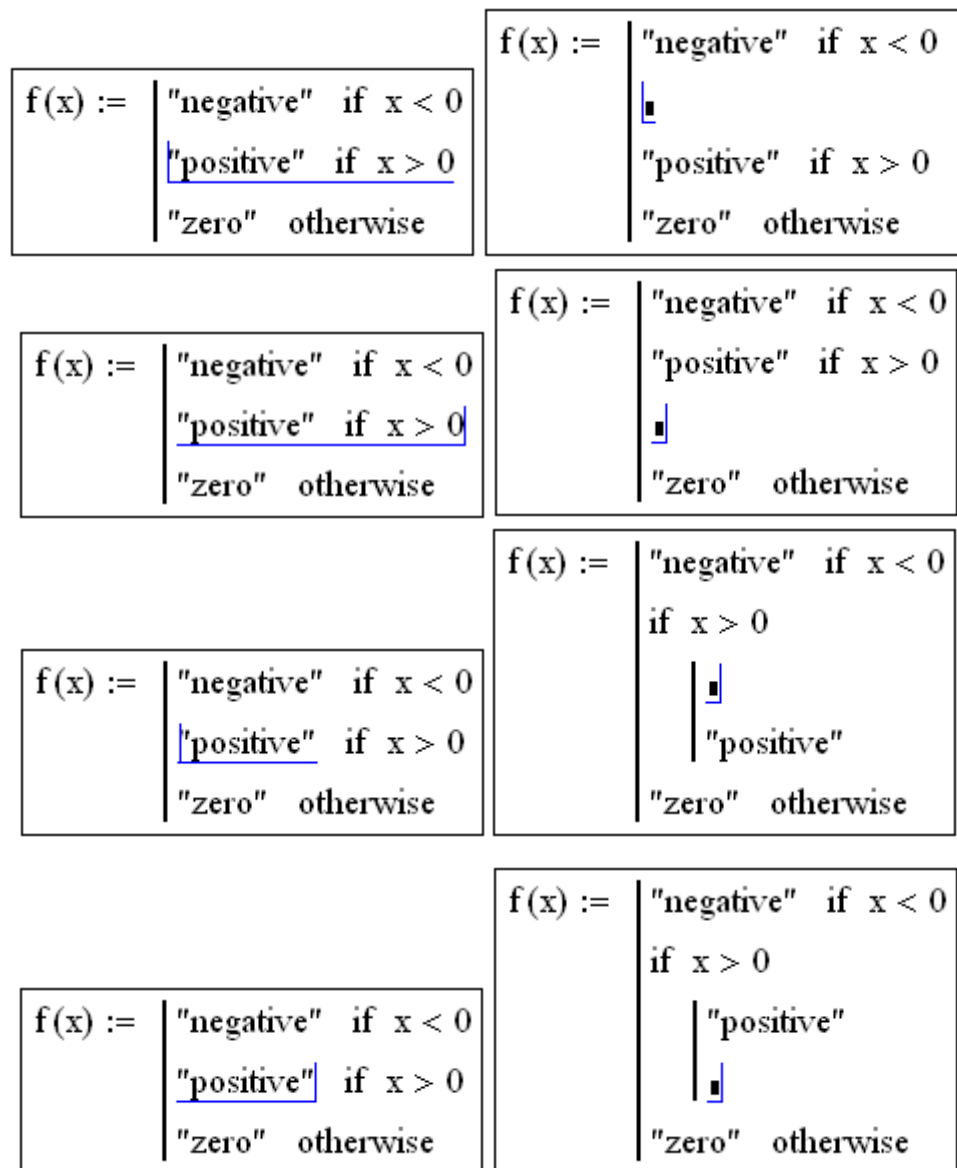 f(x) := "negative" if x < 0
"positive" if x > 0
"zero" otherwise
f(x) := "negative" if x < 0
"positive" if x > 0
"zero" otherwise
f(x) := "negative" if x < 0
"positive" if x > 0
"zero" otherwise
f(x) := "negative" if x < 0
"positive" if x > 0
"zero" otherwise
f(x) := "negative" if x < 0
"positive" if x > 0
"zero" otherwise
f(x) := "negative" if x < 0
if x > 0
"positive"
"zero" otherwise
f(x) := "negative" if x < 0
"positive" if x > 0
"zero" otherwise
f(x) := "negative" if x < 0
if x > 0
"positive"
"zero" otherwise